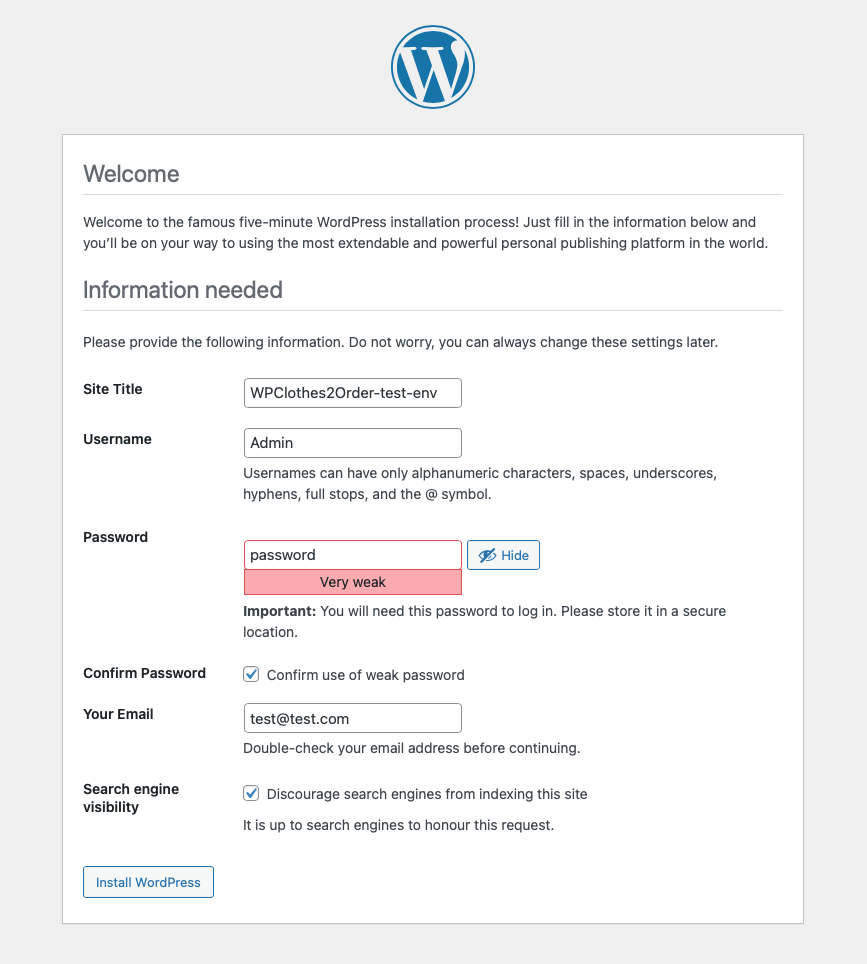 Welcome
Welcome to the famous five-minute WordPress installation process! Just fill in the information below and
you’ll be on your way to using the most extendable and powerful personal publishing platform in the world.
Information needed
Please provide the following information. Do not worry, you can always change these settings later.
Site Title
WPClothes2Order-test-env
Username
Admin
Usernames can have only alphanumeric characters, spaces, underscores,
hyphens, full stops, and the @ symbol.
Password
password
Hide
Very weak
Important: You will need this password to log in. Please store it in a secure
location.
Confirm Password
Confirm use of weak password
Your Email
test@test.com
Double-check your email address before continuing.
Search engine
visibility
Discourage search engines from indexing this site
It is up to search engines to honour this request.
Install WordPress